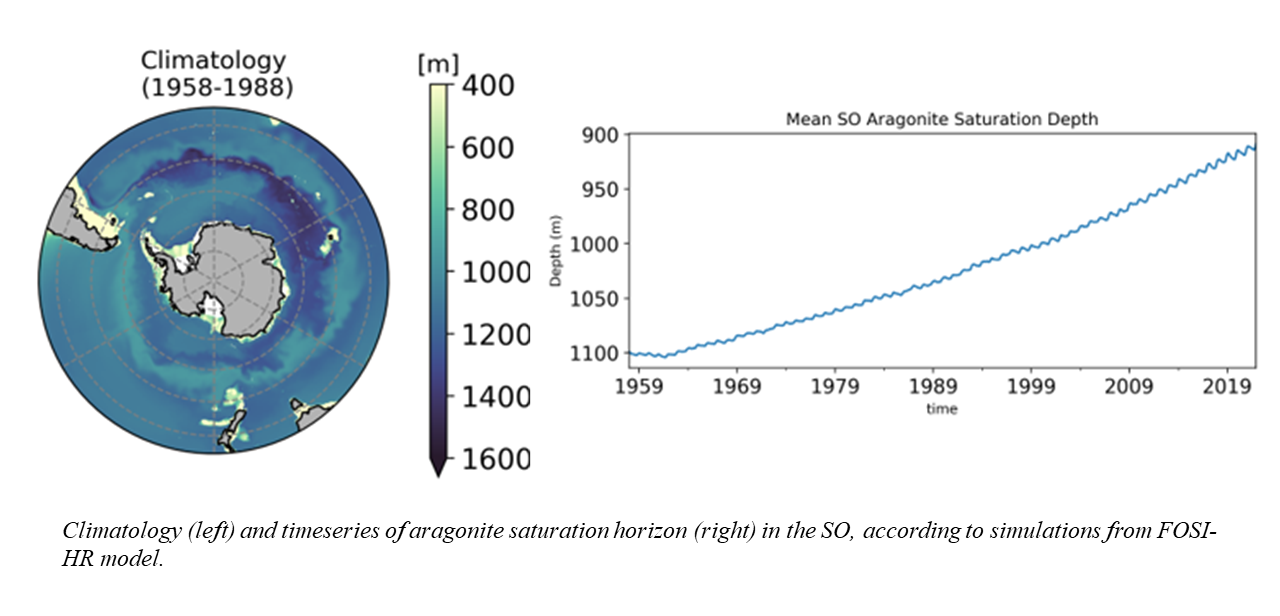 Climatology
(1958-1988)
[m]
400
600
800
1000
1200
1400
1600
Mean SO Aragonite Saturation Depth
900
950
1000
1050
1100
Depth (m)
1959 1969 1979 1989 1999 2009 2019
time
Climatology (left) and timeseries of aragonite saturation horizon (right) in the SO, according to simulations from FOSI-
HR model.